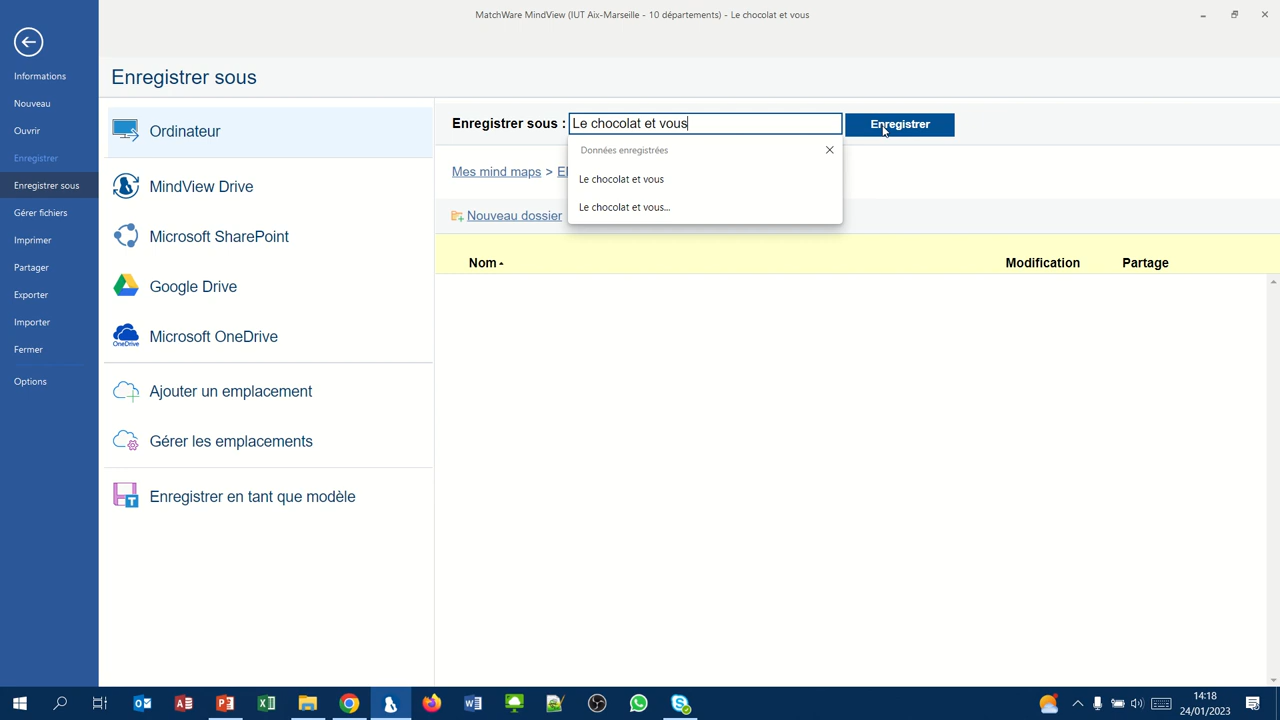 MatchWare MindView (IUT Aix-Marseille - 10 départements) - Le chocolat et vous
Informations
Nouveau
Ouvrir
Enregistrer
Enregistrer sous
Gérer fichiers
Imprimer
Partager
Exporter
Importer
Fermer
Options
Enregistrer sous
Ordinateur
MindView Drive
Microsoft SharePoint
Google Drive
OneDrive
Microsoft OneDrive
Ajouter un emplacement
Gérer les emplacements
T
Enregistrer en tant que modèle
Enregistrer sous : Le chocolat et vous Enregistrer
Données enregistrées
Le chocolat et vous
Le chocolat et vous...
Mes mind maps >
Nouveau dossier
Nom Modification Partage
14:18
24/01/2023